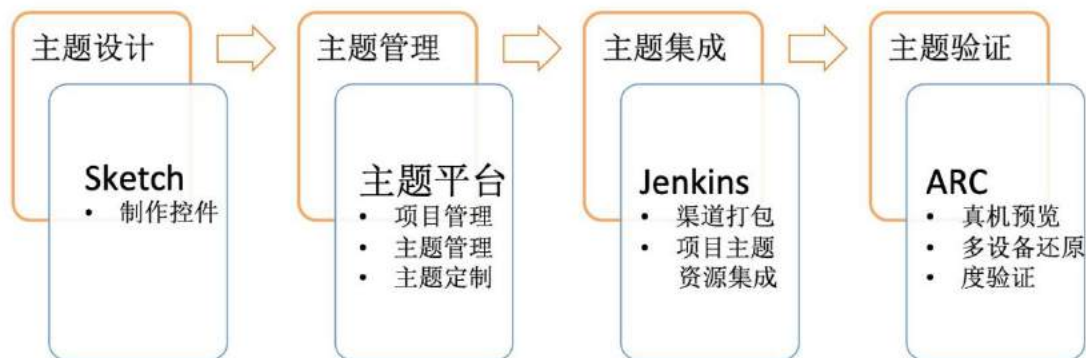 主题设计
Sketch
• 制作控件
主题管理
主题平台
• 项目管理
• 主题管理
• 主题定制
主题集成
Jenkins
• 渠道打包
• 项目主题
资源集成
主题验证
ARC
• 真机预览
• 多设备还原
• 度验证